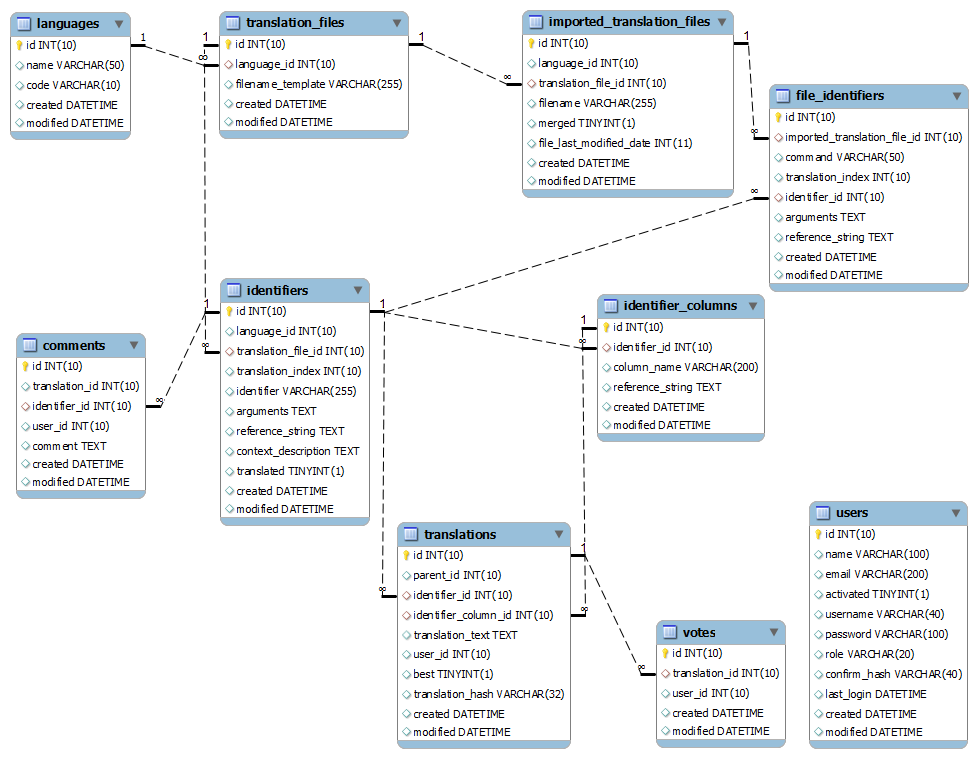 languages
id INT(10)
name VARCHAR(50)
code VARCHAR(10)
created DATETIME
modified DATETIME
1
∞
translation_files
id INT(10)
language_id INT(10)
filename_template VARCHAR(255)
created DATETIME
modified DATETIME
1
1
∞
imported_translation_files
id INT(10)
language_id INT(10)
translation_file_id INT(10)
filename VARCHAR(255)
merged TINYINT(1)
file_last_modified_date INT(11)
created DATETIME
modified DATETIME
1
∞
file_identifiers
id INT(10)
imported_translation_file_id INT(10)
command VARCHAR(50)
translation_index INT(10)
identifier_id INT(10)
arguments TEXT
reference_string TEXT
created DATETIME
modified DATETIME
∞
1
∞
identifiers
id INT(10)
language_id INT(10)
translation_file_id INT(10)
translation_index INT(10)
identifier VARCHAR(255)
arguments TEXT
reference_string TEXT
context_description TEXT
translated TINYINT(1)
created DATETIME
modified DATETIME
1
1
∞
identifier_columns
id INT(10)
identifier_id INT(10)
column_name VARCHAR(200)
reference_string TEXT
created DATETIME
modified DATETIME
comments
id INT(10)
translation_id INT(10)
identifier_id INT(10)
user_id INT(10)
comment TEXT
created DATETIME
modified DATETIME
∞
∞
translations
id INT(10)
parent_id INT(10)
identifier_id INT(10)
identifier_column_id INT(10)
translation_text TEXT
user_id INT(10)
best TINYINT(1)
translation_hash VARCHAR(32)
created DATETIME
modified DATETIME
1
∞
∞
votes
id INT(10)
translation_id INT(10)
user_id INT(10)
created DATETIME
modified DATETIME
users
id INT(10)
name VARCHAR(100)
email VARCHAR(200)
activated TINYINT(1)
username VARCHAR(40)
password VARCHAR(100)
role VARCHAR(20)
confirm_hash VARCHAR(40)
last_login DATETIME
created DATETIME
modified DATETIME